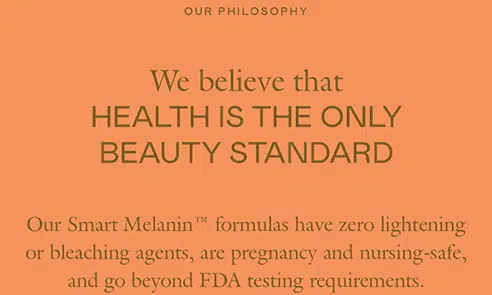 OUR PHILOSOPHY
We believe that
HEALTH IS THE ONLY
BEAUTY STANDARD
Our Smart Melanin™ formulas have zero lightening
or bleaching agents, are pregnancy and nursing-safe,
and go beyond FDA testing requirements.